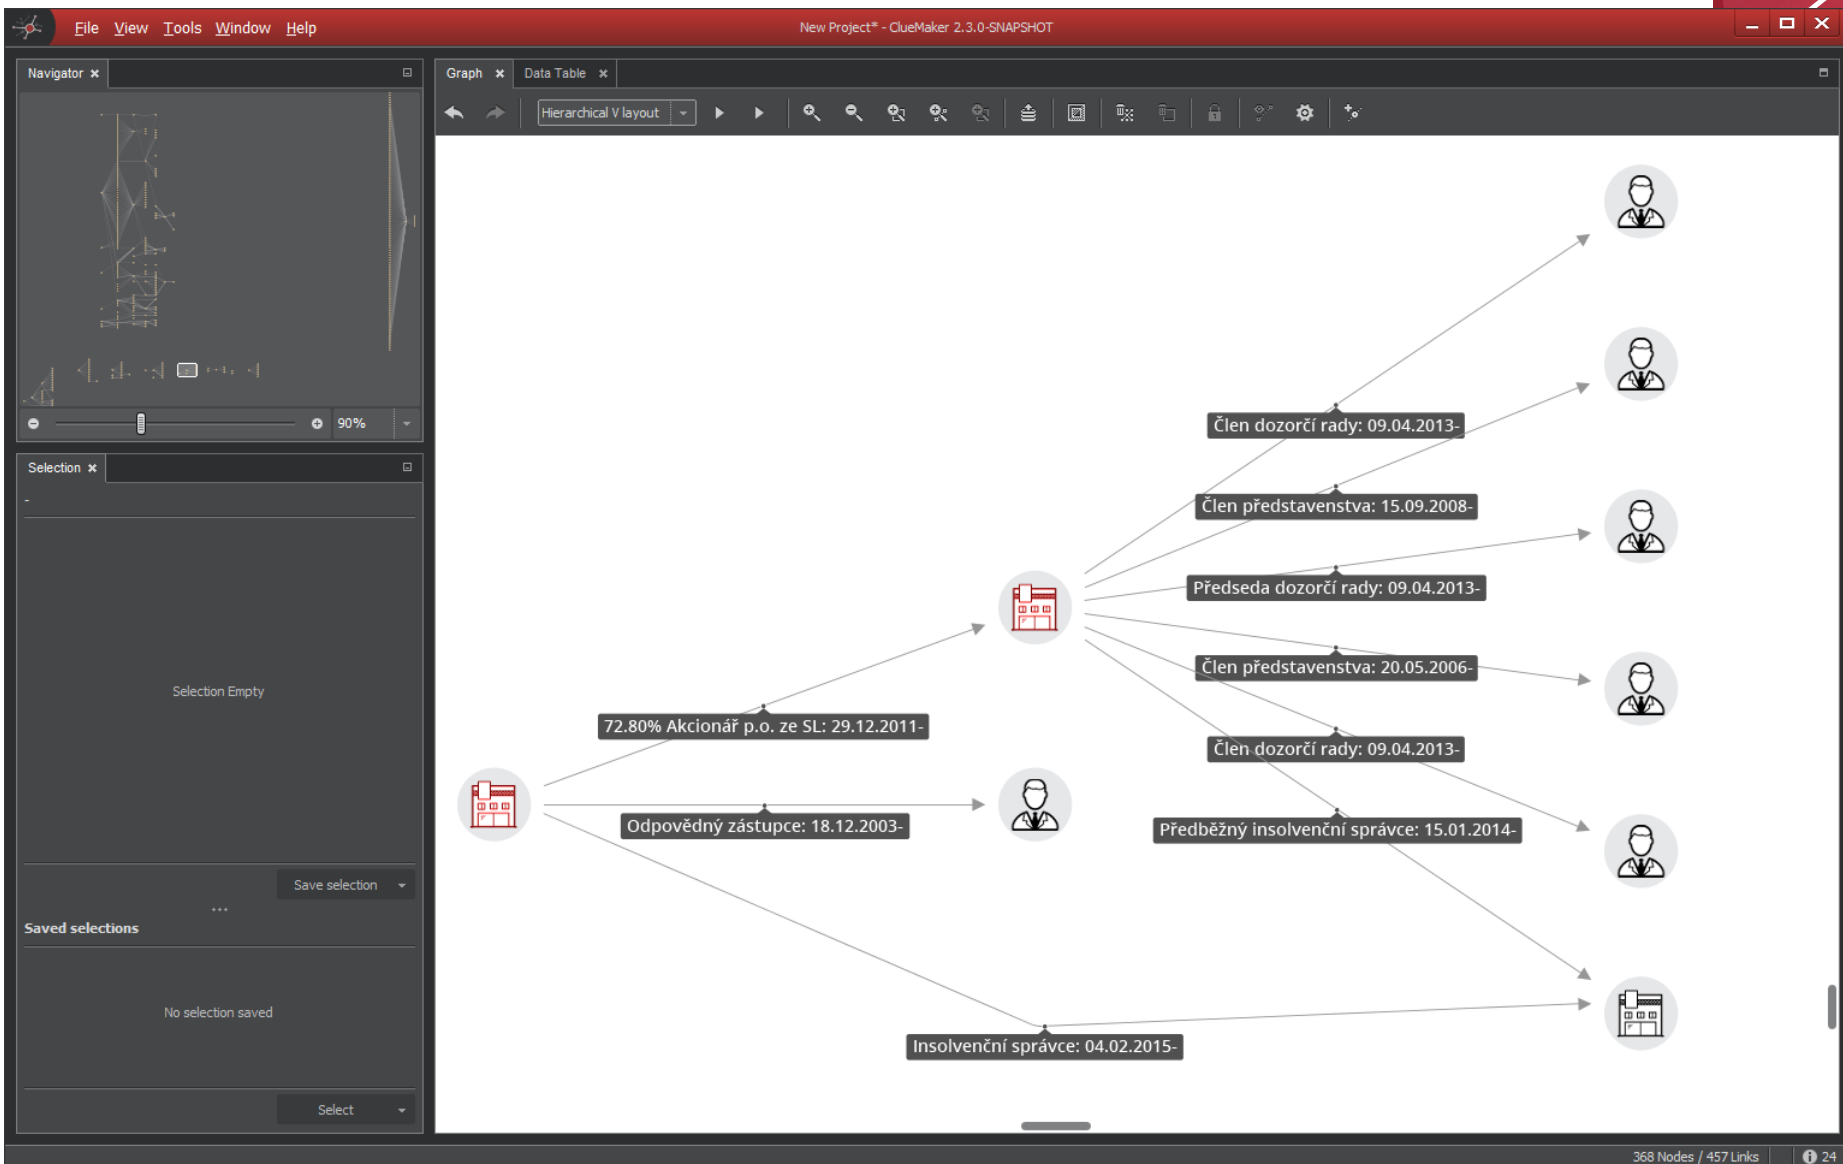 File View Tools Window Help
New Project* - ClueMaker 2.3.0-SNAPSHOT
Navigator
Graph
Data Table
Hierarchical V layout
90%
Selection
-
Selection Empty
Save selection
Saved selections
No selection saved
Select
Člen dozorčí rady: 09.04.2013-
Člen představenstva: 15.09.2008-
Předseda dozorčí rady: 09.04.2013-
Člen představenstva: 20.05.2006-
72.80% Akcionář p.o. ze SL: 29.12.2011-
Člen dozorčí rady: 09.04.2013-
Odpovědný zástupce: 18.12.2003-
Předběžný insolvenční správce: 15.01.2014-
Insolvenční správce: 04.02.2015-
368 Nodes / 457 Links
24